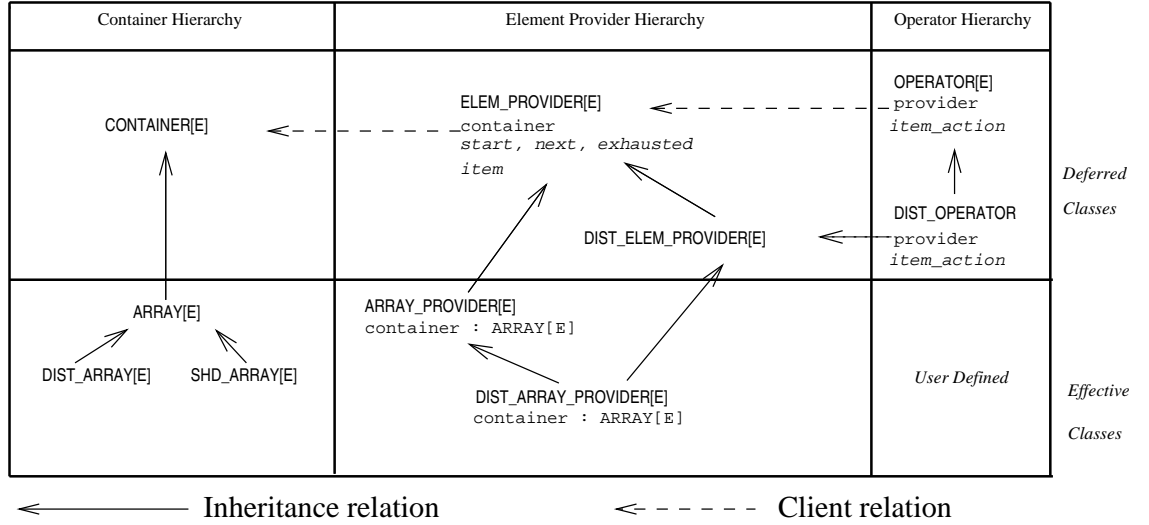 Container Hierarchy
Element Provider Hierarchy
Operator Hierarchy
CONTAINER[E]
ELEM_PROVIDER[E]
container
start, next, exhausted
item
OPERATOR[E]
provider
item_action
DIST_ELEM_PROVIDER[E]
DIST_OPERATOR
provider
item_action
Deferred
Classes
ARRAY[E]
DIST_ARRAY[E]
SHD_ARRAY[E]
ARRAY_PROVIDER[E]
container : ARRAY[E]
DIST_ARRAY_PROVIDER[E]
container : ARRAY[E]
User Defined
Effective
Classes
Inheritance relation
Client relation